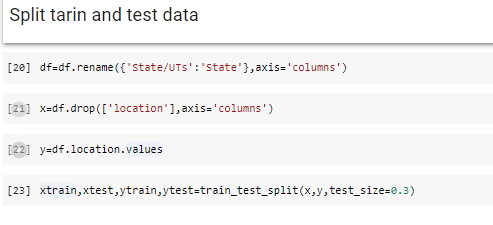 Split tarin and test data
[20] df=df.rename({'State/UTs':'State'},axis='columns')
[21] x=df.drop(['location'],axis='columns')
[22] y=df.location.values
[23] xtrain,xtest,ytrain,ytest=train_test_split(x,y,test_size=0.3)